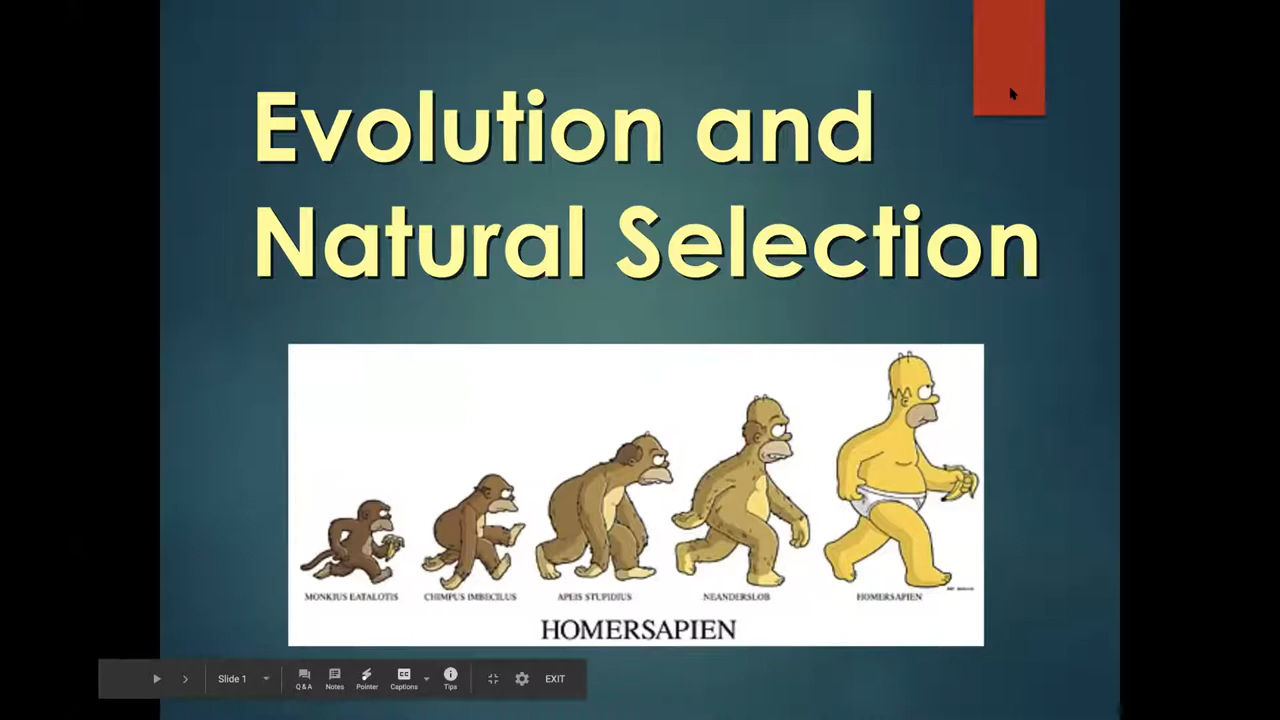 Evolution and
Natural Selection
MONKIUS EATALOTIS CHIMPUS IMBECILUS APEIS STUPIDIUS NEANDERSLOB HOMERSAPIEN
HOMERSAPIEN
Slide 1 Q & A Notes Pointer CC Captions Tips EXIT